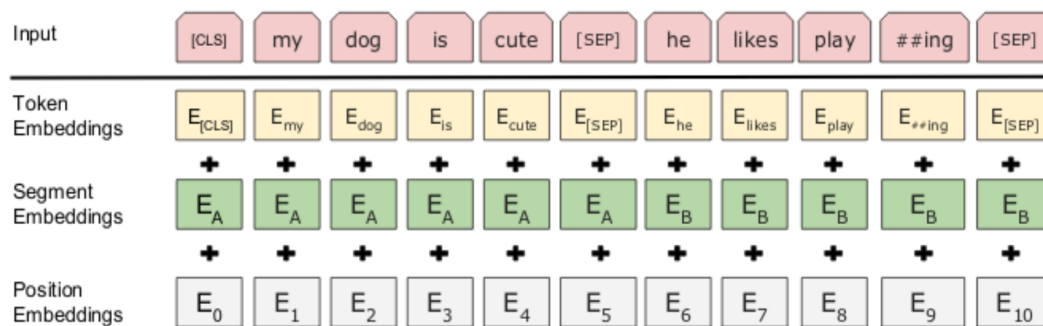 Input [CLS] my dog is cute [SEP] he likes play ##ing [SEP]
Token Embeddings E[CLS] Emy Edog Eis Ecute E[SEP] Ehe Elikes Eplay E##ing E[SEP]
+ + + + + + + + + + +
Segment Embeddings EA EA EA EA EA EA EB EB EB EB EB
+ + + + + + + + + + +
Position Embeddings E0 E1 E2 E3 E4 E5 E6 E7 E8 E9 E10